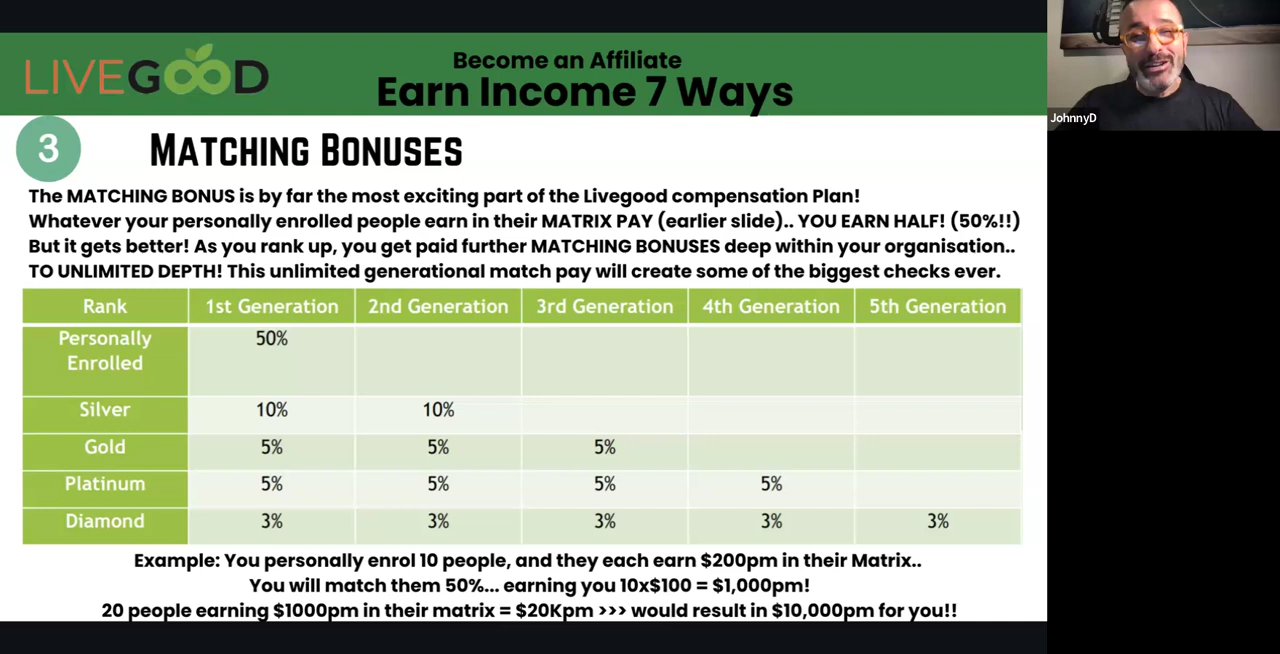 LIVEGOOD
Become an Affiliate
Earn Income 7 Ways
JohnnyD
3
MATCHING BONUSES
The MATCHING BONUS is by far the most exciting part of the Livegood compensation Plan!
Whatever your personally enrolled people earn in their MATRIX PAY (earlier slide).. YOU EARN HALF! (50%!!)
But it gets better! As you rank up, you get paid further MATCHING BONUSES deep within your organisation..
TO UNLIMITED DEPTH! This unlimited generational match pay will create some of the biggest checks ever.
Rank 1st Generation 2nd Generation 3rd Generation 4th Generation 5th Generation
Personally 50%
Enrolled
Silver 10% 10%
Gold 5% 5% 5%
Platinum 5% 5% 5% 5%
Diamond 3% 3% 3% 3% 3%
Example: You personally enrol 10 people, and they each earn $200pm in their Matrix..
You will match them 50%... earning you 10x$100 = $1,000pm!
20 people earning $1000pm in their matrix = $20Kpm >>> would result in $10,000pm for you!!